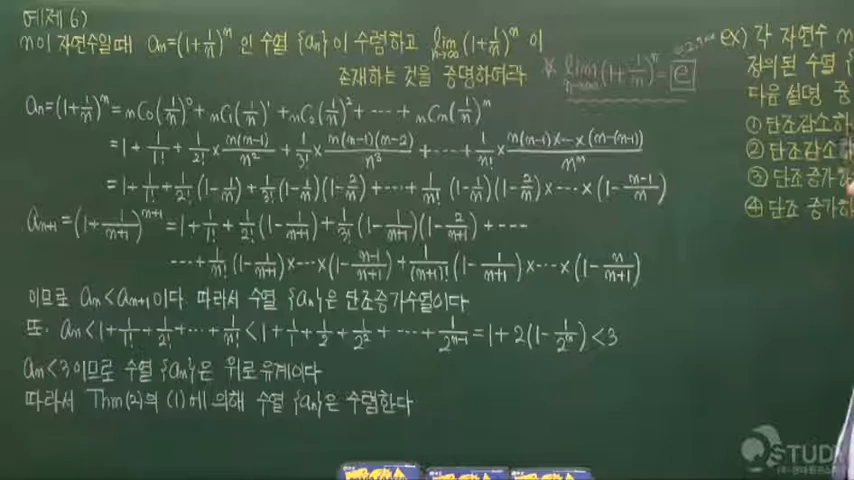 예제 6)
n이 자연수일때 an=(1+1/n)^n 인 수열 {an}이 수렴하고 lim n→∞ (1+1/n)^n 이
존재하는 것을 증명하여라
* lim n→∞ (1+1/n)^n = e
an=(1+1/n)^n = nC0(1/n)^0 + nC1(1/n)^1 + nC2(1/n)^2 + ---- + nCn(1/n)^n
= 1 + 1/1! + 1/2! × n(n-1)/n^2 + 1/3! × n(n-1)(n-2)/n^3 + ---- + 1/n! × n(n-1)×--×(n-(n-1))/n^n
= 1 + 1/1! + 1/2!(1-1/n) + 1/3!(1-1/n)(1-2/n) + ---- + 1/n! (1-1/n)(1-2/n)×---×(1-(n-1)/n)
an+1 = (1+1/(n+1))^(n+1) = 1 + 1/1! + 1/2!(1-1/(n+1)) + 1/3!(1-1/(n+1))(1-2/(n+1)) + ----
---- + 1/n!(1-1/(n+1))×---×(1-(n-1)/(n+1)) + 1/(n+1)!(1-1/(n+1))×---×(1-n/(n+1))
이므로 an<an+1이다 따라서 수열 {an}은 단조증가수열이다
또. an < 1 + 1/1! + 1/2! + --- + 1/n! < 1 + 1/1 + 1/2 + 1/2^2 + ---- + 1/2^(n-1) = 1+2(1-1/2^n) < 3
an<3이므로 수열 {an}은 위로 유계이다
따라서 Thm(2)의 (1)에 의해 수열 {an}은 수렴한다
ex) 각 자연수
정의된 수열
다음 설명 중
① 단조감소
② 단조감소
③ 단조증가
④ 단조 증가
STUDY